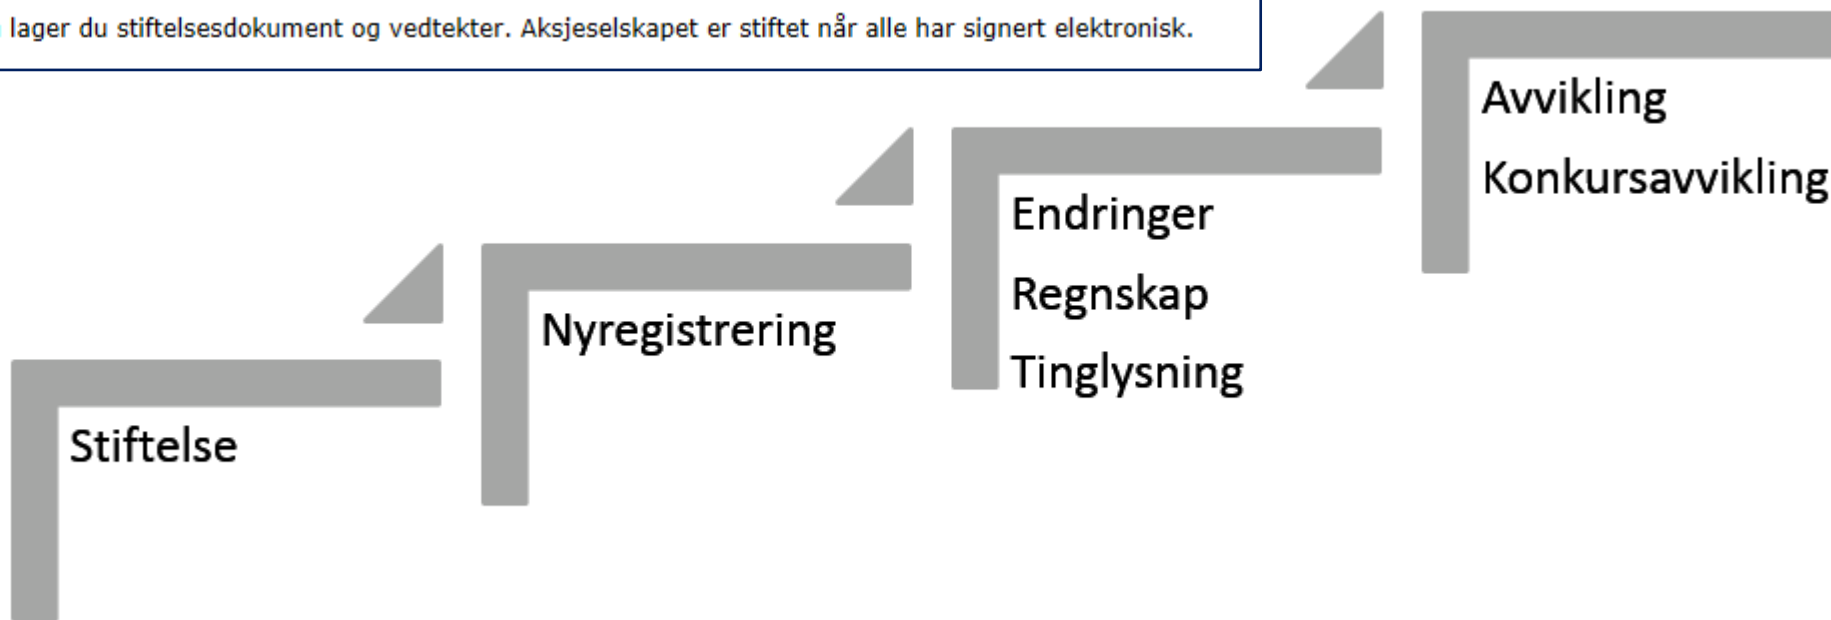 lager du stiftelsesdokument og vedtekter. Aksjeselskapet er stiftet når alle har signert elektronisk.
Avvikling
Konkursavvikling
Endringer
Regnskap
Tinglysning
Nyregistrering
Stiftelse